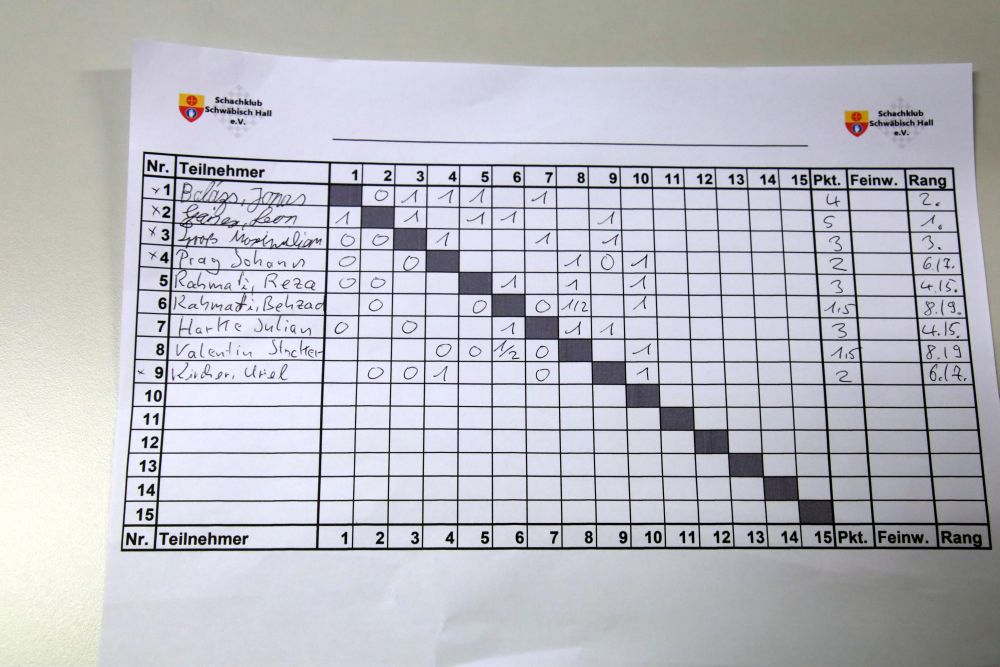 Schachklub
Schwäbisch Hall
e.V.
Schachklub
Schwäbisch Hall
e.V.
Nr. Teilnehmer 1 2 3 4 5 6 7 8 9 10 11 12 13 14 15 Pkt. Feinw. Rang
x 1 Jonas 0 1 1 1 1 4 2.
x 2 Leon 1 1 1 1 1 5 1.
x 3 Maximilian 0 0 1 1 1 3 3.
x 4 Prag Johann 0 0 1 0 1 2 6./7.
5 Rahmati, Reza 0 0 1 1 1 3 4./5.
6 Rahmati, Behzad 0 0 0 1/2 1 1,5 8./9.
7 Hartte Julian 0 0 1 1 1 3 4./5.
8 Valentin 0 0 1/2 0 1 1,5 8./9
x 9 Kircher, Uriel 0 0 1 0 1 2 6./7.
10
11
12
13
14
15
Nr. Teilnehmer 1 2 3 4 5 6 7 8 9 10 11 12 13 14 15 Pkt. Feinw. Rang